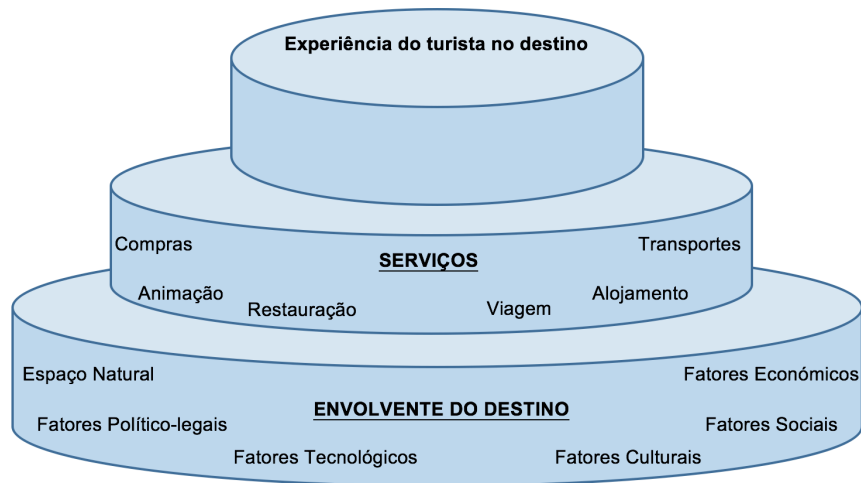 Experiência do turista no destino
Compras
Transportes
SERVIÇOS
Animação
Alojamento
Restauração
Viagem
Espaço Natural
Fatores Económicos
ENVOLVENTE DO DESTINO
Fatores Político-legais
Fatores Sociais
Fatores Tecnológicos
Fatores Culturais